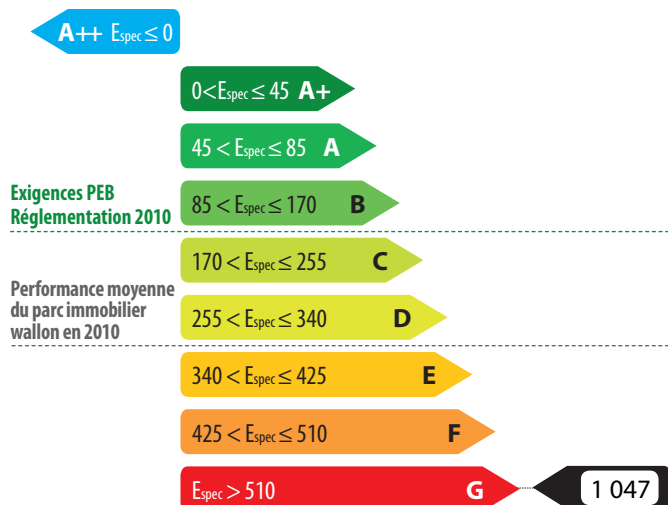 A++ Espec ≤ 0
0<Espec ≤ 45 A+
45 < Espec ≤ 85 A
Exigences PEB
Réglementation 2010
85 < Espec ≤ 170 B
170 < Espec ≤ 255 C
Performance moyenne
du parc immobilier
wallon en 2010
255 < Espec ≤ 340 D
340 < Espec ≤ 425 E
425 < Espec ≤ 510 F
Espec > 510 G 1 047